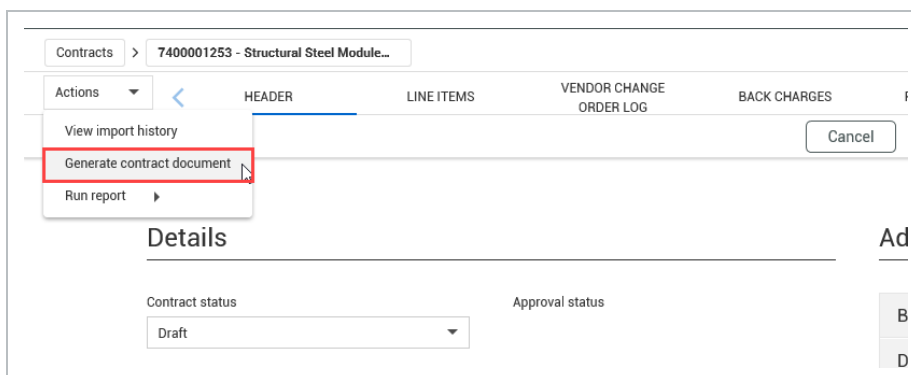 Contracts > 7400001253 - Structural Steel Module...
Actions
HEADER
LINE ITEMS
VENDOR CHANGE
ORDER LOG
BACK CHARGES
View import history
Cancel
Generate contract document
Run report
Details
Ad
Contract status
Approval status
Draft
B
D